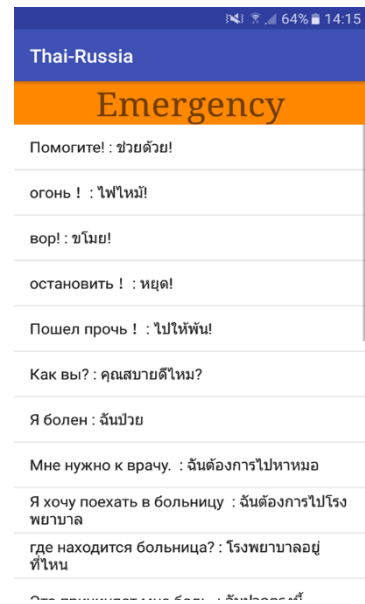 64% 14:15
Thai-Russia
Emergency
Помогите! : ช่วยด้วย!
огонь！ : ไฟไหม้!
вор! : ขโมย!
остановить！ : หยุด!
Пошел прочь！ : ไปให้พ้น!
Как вы? : คุณสบายดีไหม?
Я болен : ฉันป่วย
Мне нужно к врачу. : ฉันต้องการไปหาหมอ
Я хочу поехать в больницу : ฉันต้องการไปโรง
พยาบาล
где находится больница? : โรงพยาบาลอยู่
ที่ไหน